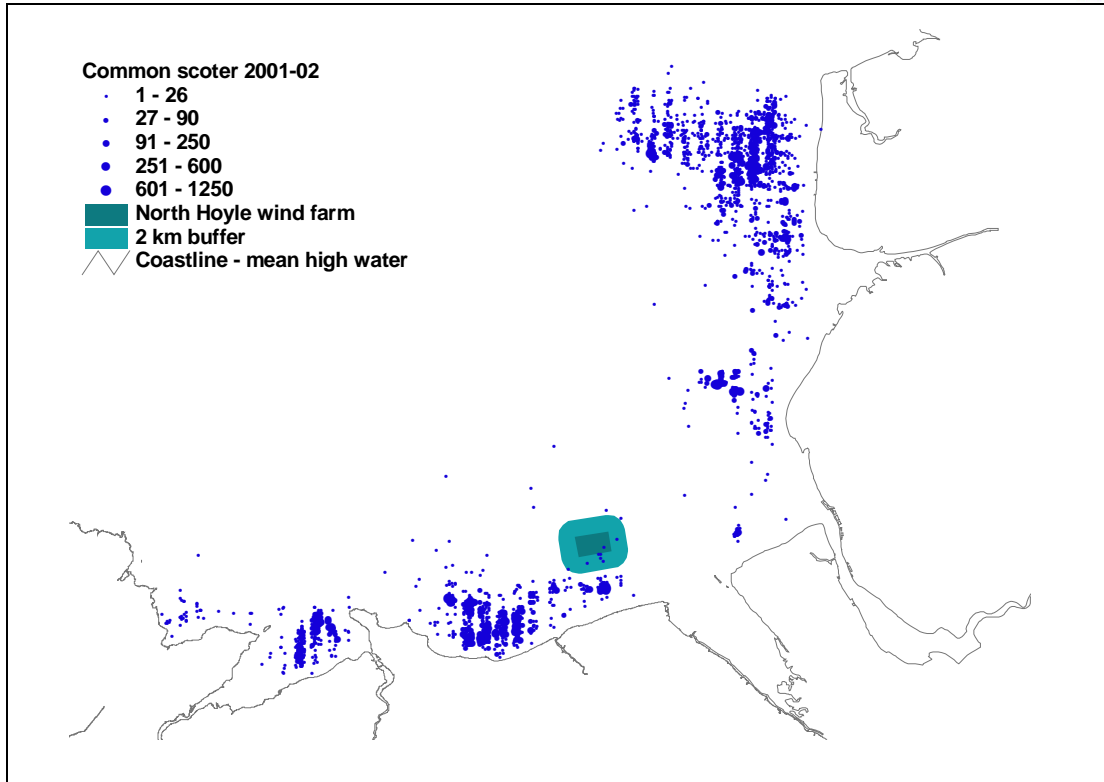 Common scoter 2001-02
1 - 26
27 - 90
91 - 250
251 - 600
601 - 1250
North Hoyle wind farm
2 km buffer
Coastline - mean high water